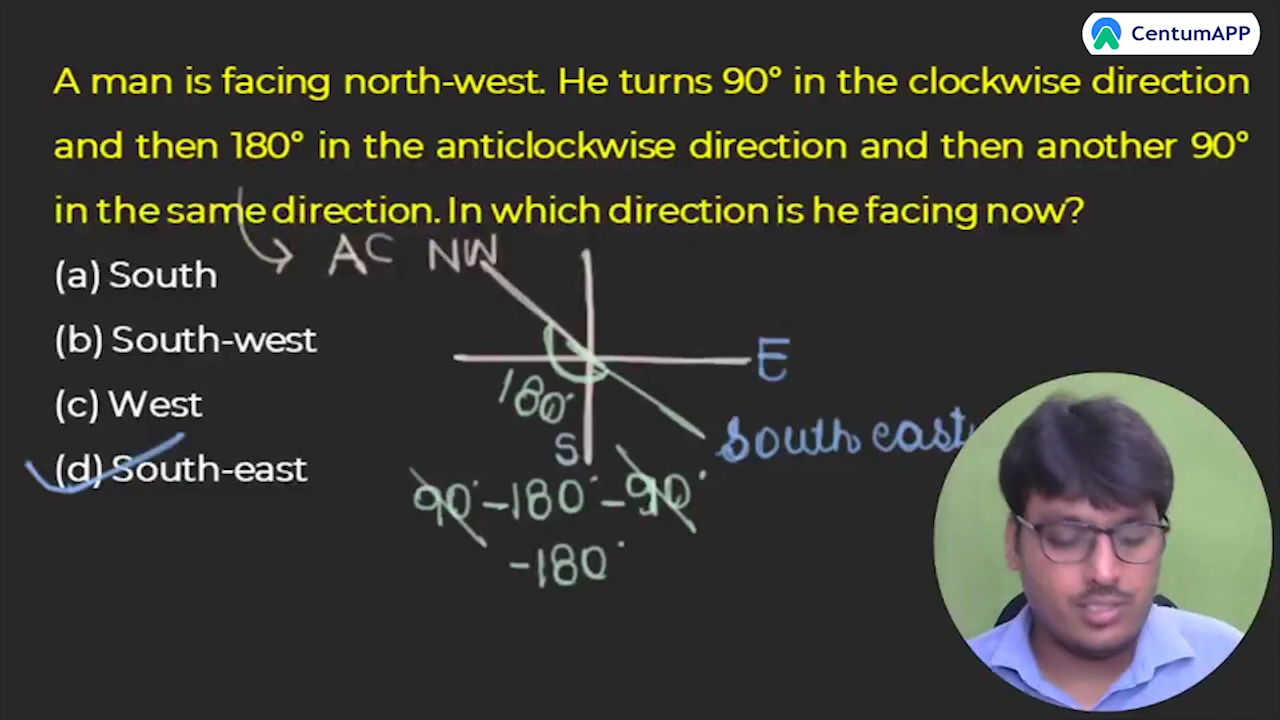 CentumAPP
A man is facing north-west. He turns 90° in the clockwise direction
and then 180° in the anticlockwise direction and then another 90°
in the same direction. In which direction is he facing now?
AC NW
(a) South
(b) South-west
E
180°
(c) West
south east
S
(d) South-east
90° -180° -90°
-180°